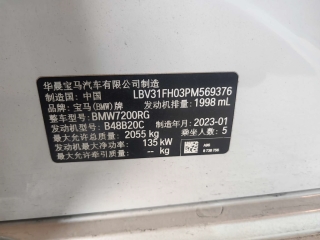 华晨宝马汽车有限公司制造
制造国：中国 LBV31FH03PM569376
品牌：宝马(BMW)牌 发动机排量：1998 mL
整车型号：BMW7200RG
发动机型号：B48B20C 制造年月：2023-01
最大允许总质量：2055 kg 乘坐人数：5
发动机最大净功率：135 kW
最大允许牵引质量：-- kg